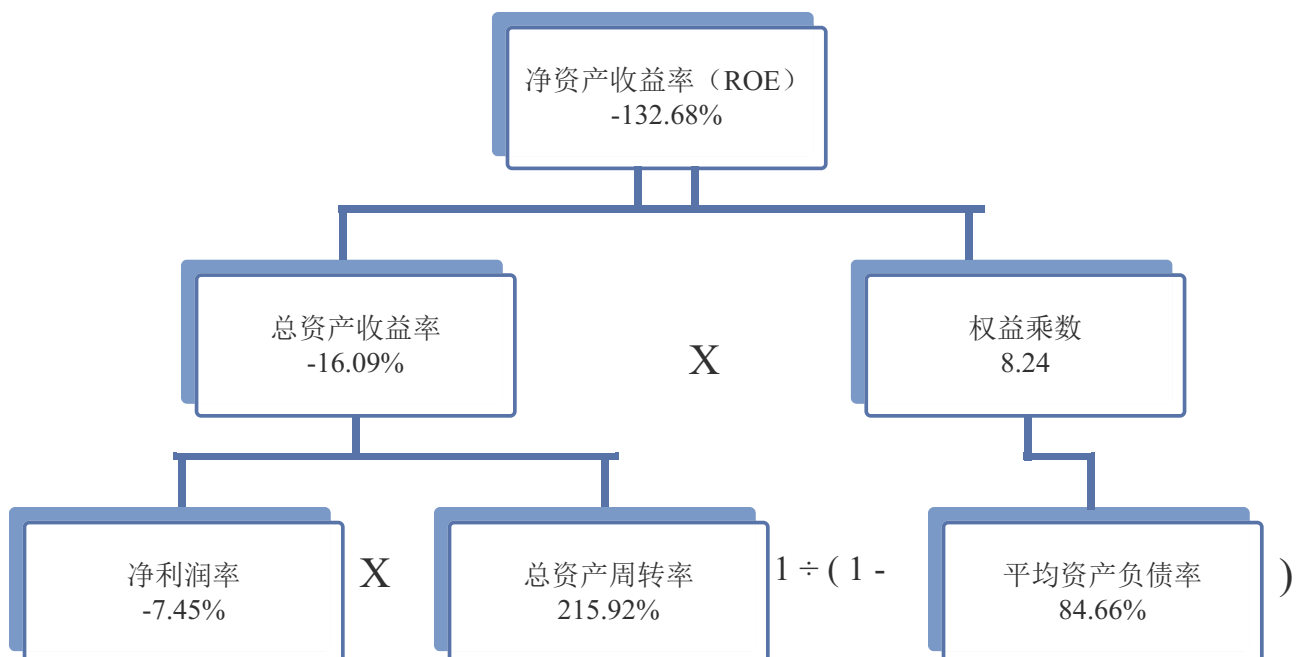 净资产收益率（ROE）
-132.68%
总资产收益率
-16.09%
X
权益乘数
8.24
净利润率
-7.45%
X
总资产周转率
215.92%
1 ÷ ( 1 -
平均资产负债率
84.66%
)